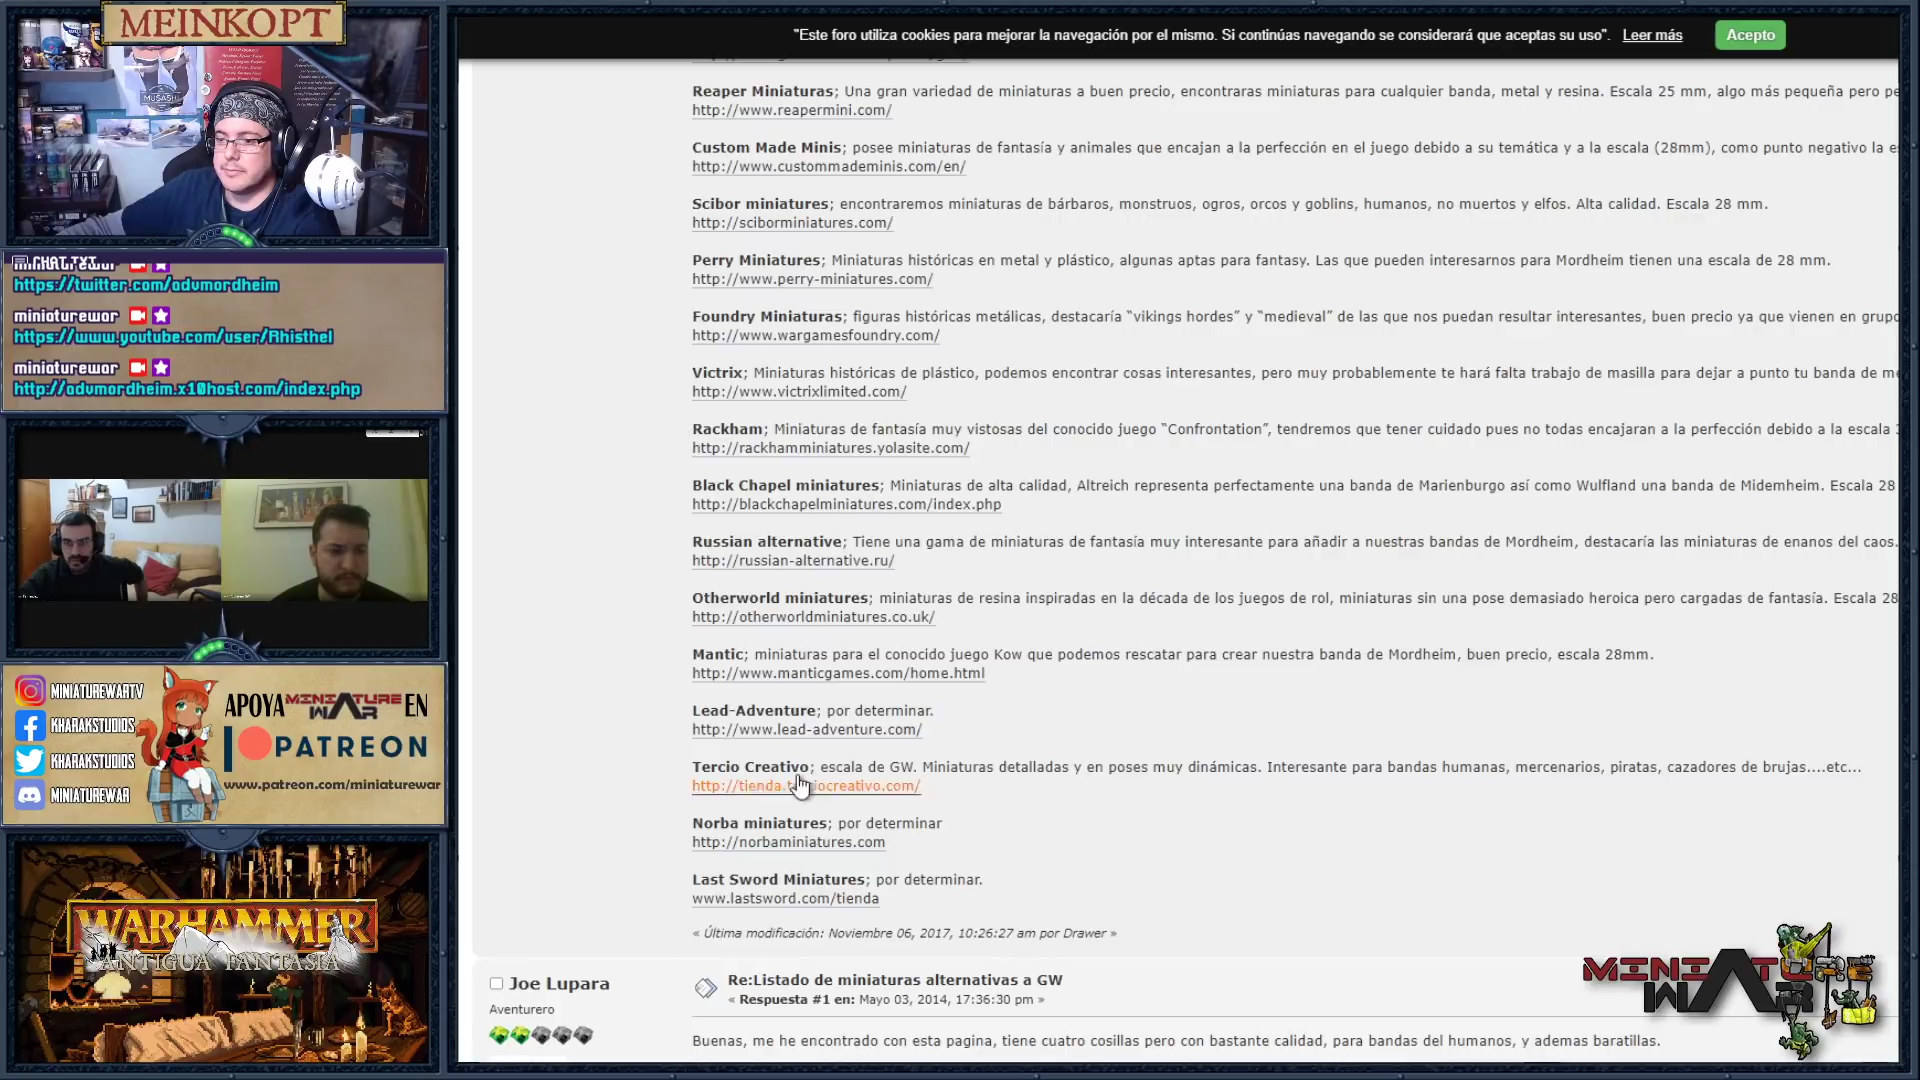 MEINKOPT
MUSASHI
CHAT.TXT
miniaturewar
https://twitter.com/advmordheim
miniaturewar
https://www.youtube.com/user/Rhisthel
miniaturewar
http://advmordheim.x10host.com/index.php
MINIATUREWARTV
KHARAKSTUDIOS
KHARAKSTUDIOS
MINIATUREWAR
APOYA MINIATURE WAR EN
PATREON
www.patreon.com/miniaturewar
WARHAMMER
ANTIGUA FANTASIA
"Este foro utiliza cookies para mejorar la navegación por el mismo. Si continúas navegando se considerará que aceptas su uso". Leer más Acepto
Reaper Miniaturas; Una gran variedad de miniaturas a buen precio, encontraras miniaturas para cualquier banda, metal y resina. Escala 25 mm, algo más pequeña pero pe
http://www.reapermini.com/
Custom Made Minis; posee miniaturas de fantasía y animales que encajan a la perfección en el juego debido a su temática y a la escala (28mm), como punto negativo la es
http://www.custommademinis.com/en/
Scibor miniatures; encontraremos miniaturas de bárbaros, monstruos, ogros, orcos y goblins, humanos, no muertos y elfos. Alta calidad. Escala 28 mm.
http://sciborminiatures.com/
Perry Miniatures; Miniaturas históricas en metal y plástico, algunas aptas para fantasy. Las que pueden interesarnos para Mordheim tienen una escala de 28 mm.
http://www.perry-miniatures.com/
Foundry Miniaturas; figuras históricas metálicas, destacaría “vikings hordes” y “medieval” de las que nos puedan resultar interesantes, buen precio ya que vienen en grupo
http://www.wargamesfoundry.com/
Victrix; Miniaturas históricas de plástico, podemos encontrar cosas interesantes, pero muy probablemente te hará falta trabajo de masilla para dejar a punto tu banda de me
http://www.victrixlimited.com/
Rackham; Miniaturas de fantasía muy vistosas del conocido juego “Confrontation”, tendremos que tener cuidado pues no todas encajaran a la perfección debido a la escala 3
http://rackhamminiatures.yolasite.com/
Black Chapel miniatures; Miniaturas de alta calidad, Altreich representa perfectamente una banda de Marienburgo así como Wulfland una banda de Midemheim. Escala 28
http://blackchapelminiatures.com/index.php
Russian alternative; Tiene una gama de miniaturas de fantasía muy interesante para añadir a nuestras bandas de Mordheim, destacaría las miniaturas de enanos del caos.
http://russian-alternative.ru/
Otherworld miniatures; miniaturas de resina inspiradas en la década de los juegos de rol, miniaturas sin una pose demasiado heroica pero cargadas de fantasía. Escala 28
http://otherworldminiatures.co.uk/
Mantic; miniaturas para el conocido juego Kow que podemos rescatar para crear nuestra banda de Mordheim, buen precio, escala 28mm.
http://www.manticgames.com/home.html
Lead-Adventure; por determinar.
http://www.lead-adventure.com/
Tercio Creativo; escala de GW. Miniaturas detalladas y en poses muy dinámicas. Interesante para bandas humanas, mercenarios, piratas, cazadores de brujas....etc...
http://tienda.terciocreativo.com/
Norba miniatures; por determinar
http://norbaminiatures.com
Last Sword Miniatures; por determinar.
www.lastsword.com/tienda
« Última modificación: Noviembre 06, 2017, 10:26:27 am por Drawer »
Joe Lupara
Aventurero
Re:Listado de miniaturas alternativas a GW
« Respuesta #1 en: Mayo 03, 2014, 17:36:30 pm »
Buenas, me he encontrado con esta pagina, tiene cuatro cosillas pero con bastante calidad, para bandas del humanos, y ademas baratillas.
MINIATURE
WAR